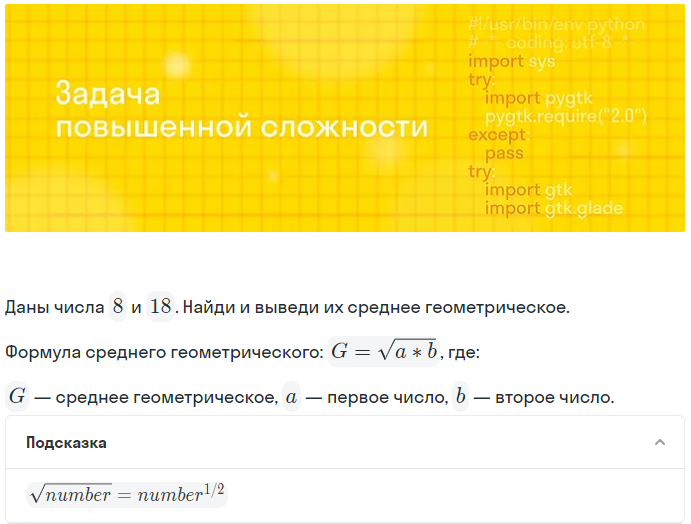 Задача
повышенной сложности
#!/usr/bin/env python
# -*- coding: utf-8 -*-
import sys
try:
import pygtk
pygtk.require("2.0")
except:
pass
try:
import gtk
import gtk.glade
Даны числа 8 и 18. Найди и выведи их среднее геометрическое.
Формула среднего геометрического: G = √a * b, где:
G — среднее геометрическое, a — первое число, b — второе число.
Подсказка
√number = number^1/2